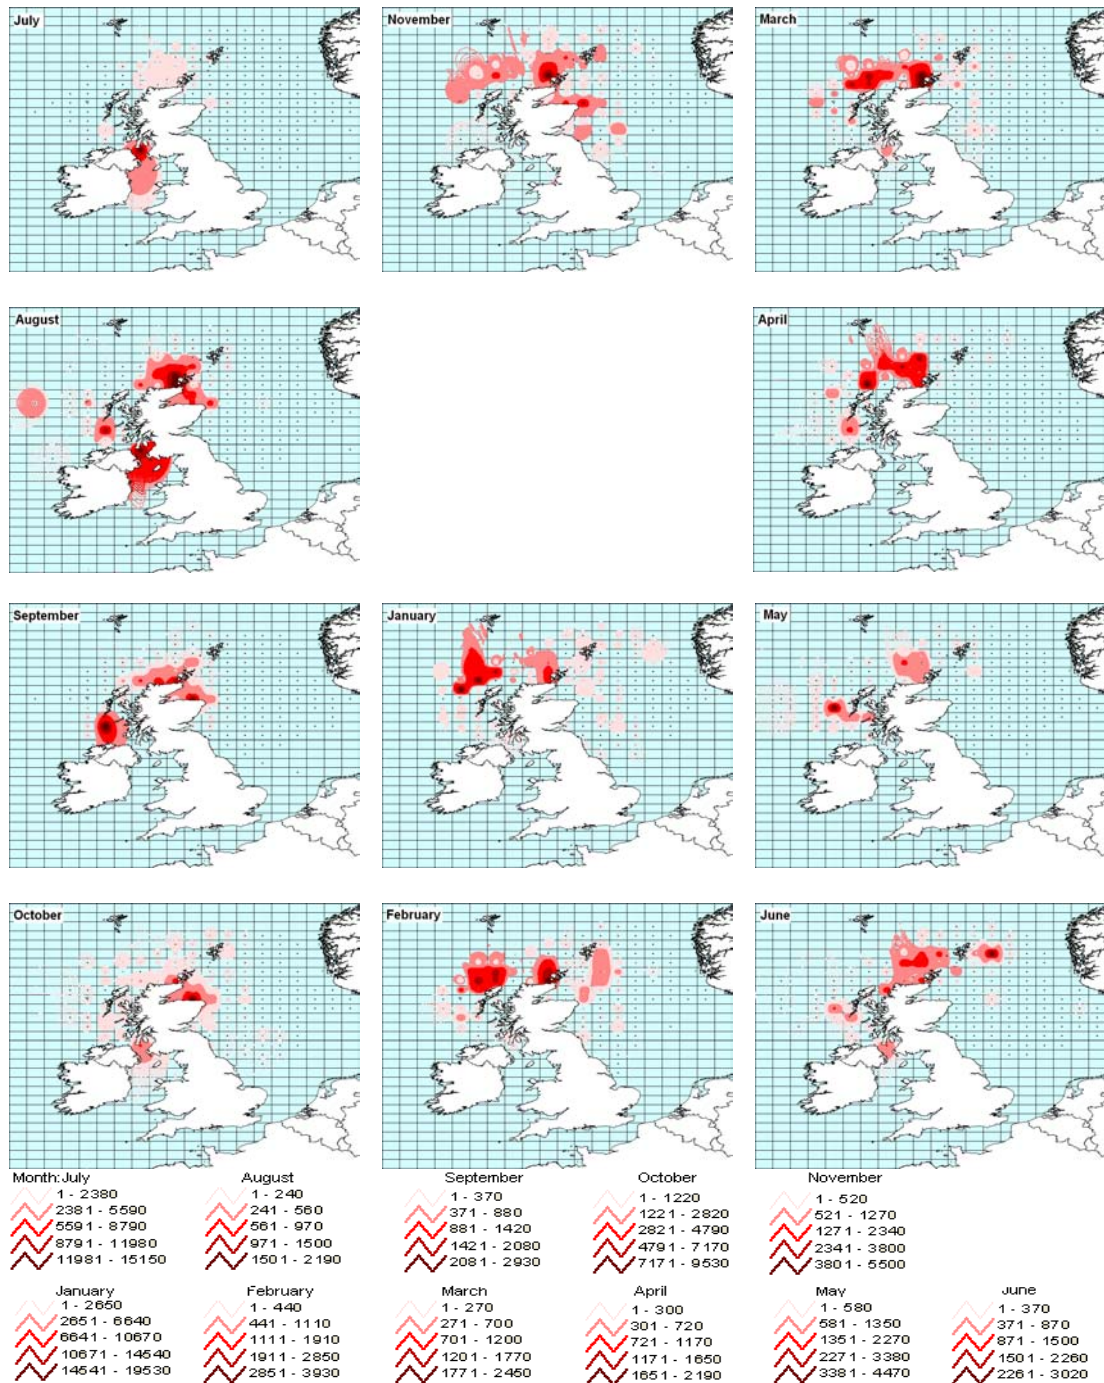 July
November
March
August
April
September
January
May
October
February
June
Month:July
1 - 2380
2381 - 5590
5591 - 8790
8791 - 11980
11981 - 15150
August
1 - 240
241 - 560
561 - 970
971 - 1500
1501 - 2190
September
1 - 370
371 - 880
881 - 1420
1421 - 2080
2081 - 2930
October
1 - 1220
1221 - 2820
2821 - 4790
4791 - 7170
7171 - 9530
November
1 - 520
521 - 1270
1271 - 2340
2341 - 3800
3801 - 5500
January
1 - 2650
2651 - 6640
6641 - 10670
10671 - 14540
14541 - 19530
February
1 - 440
441 - 1110
1111 - 1910
1911 - 2850
2851 - 3930
March
1 - 270
271 - 700
701 - 1200
1201 - 1770
1771 - 2450
April
1 - 300
301 - 720
721 - 1170
1171 - 1650
1651 - 2190
May
1 - 580
581 - 1350
1351 - 2270
2271 - 3380
3381 - 4470
June
1 - 370
371 - 870
871 - 1500
1501 - 2260
2261 - 3020